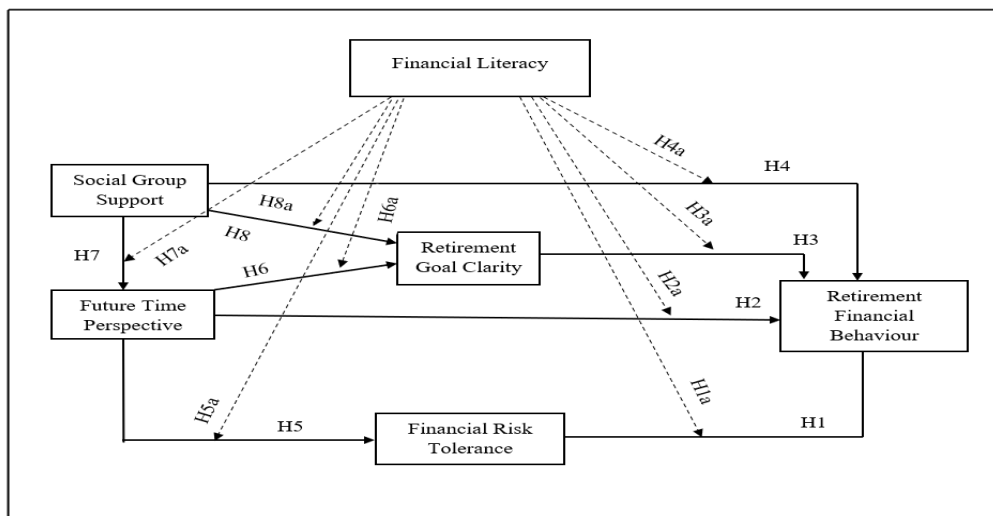 Financial Literacy
H4a
H4
Social Group
Support
H8a
H6a
H3a
H8
Retirement
Goal Clarity
H3
H7
H7a
H6
H2a
H2
Future Time
Perspective
Retirement
Financial
Behaviour
H5a
H1a
H5
Financial Risk
Tolerance
H1